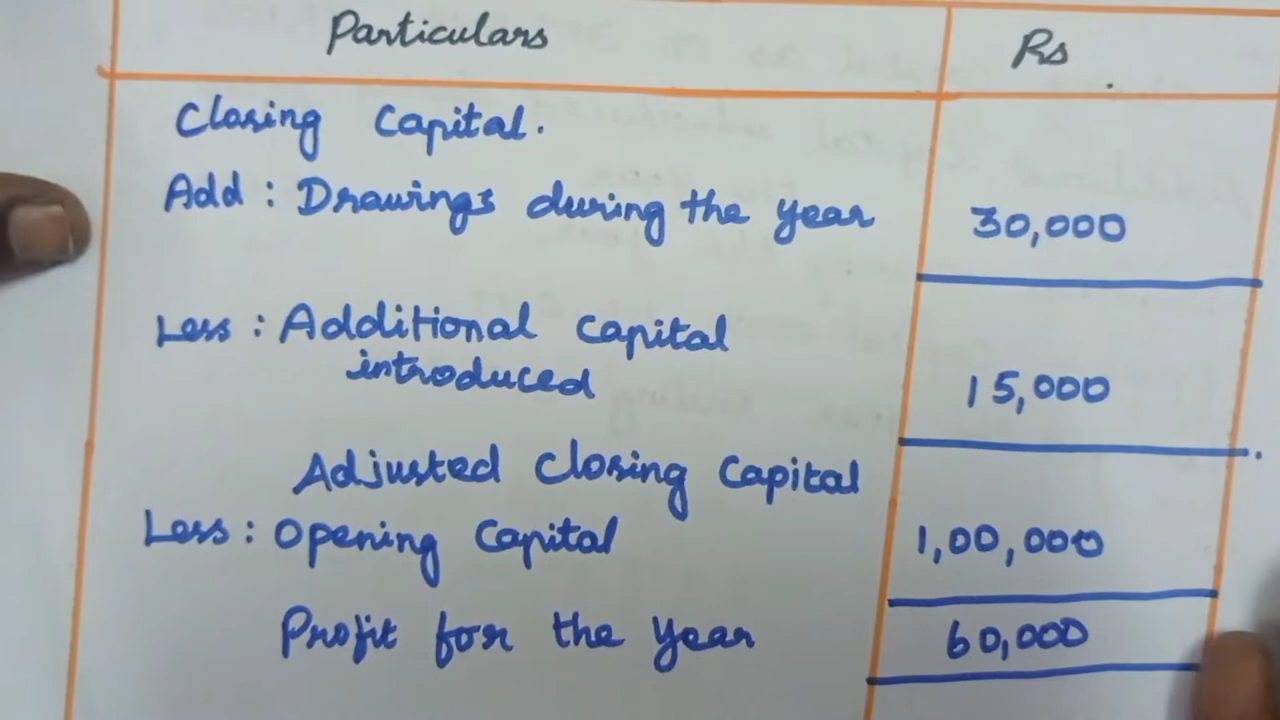 Particulars Rs
Closing Capital.
Add : Drawings during the year 30,000
Less : Additional Capital
introduced 15,000
Adjusted Closing Capital
Less : Opening Capital 1,00,000
Profit for the year 60,000